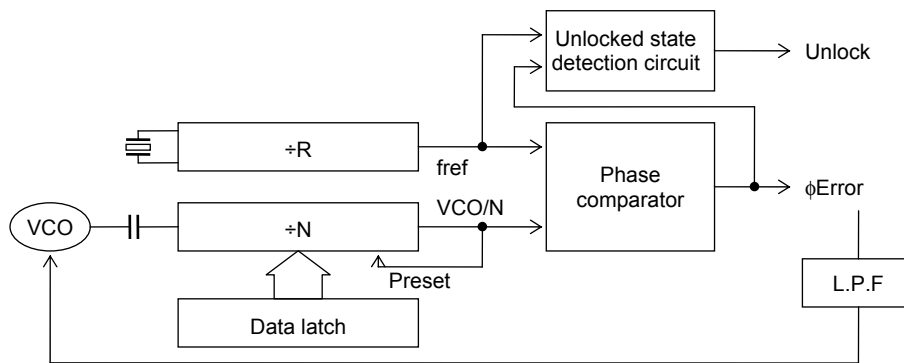 Unlocked state
detection circuit
Unlock
÷R
fref
Phase
comparator
ϕError
VCO
÷N
VCO/N
Preset
Data latch
L.P.F